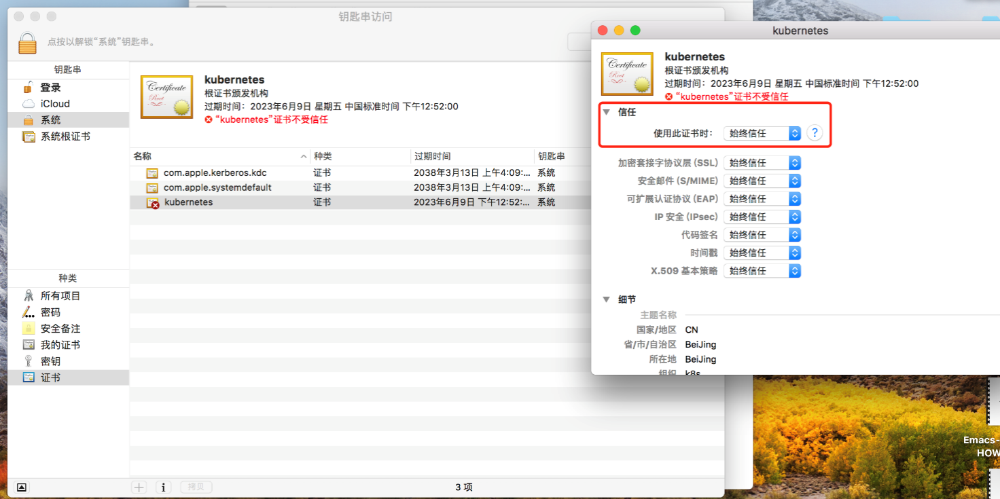 钥匙串访问
点按以解锁“系统”钥匙串。
钥匙串
登录
iCloud
系统
系统根证书
种类
所有项目
密码
安全备注
我的证书
密钥
证书
Certificate
Root
kubernetes
根证书颁发机构
过期时间：2023年6月9日 星期五 中国标准时间 下午12:52:00
“kubernetes”证书不受信任
名称 种类 过期时间 钥匙串
com.apple.kerberos.kdc 证书 2038年3月13日 上午4:09:... 系统
com.apple.systemdefault 证书 2038年3月13日 上午4:09:... 系统
kubernetes 证书 2023年6月9日 下午12:52:... 系统
拷贝
3 项
kubernetes
Certificate
Root
kubernetes
根证书颁发机构
过期时间：2023年6月9日 星期五 中国标准时间 下午12:52:00
“kubernetes”证书不受信任
信任
使用此证书时： 始终信任 ?
加密套接字协议层 (SSL) 始终信任
安全邮件 (S/MIME) 始终信任
可扩展认证协议 (EAP) 始终信任
IP 安全 (IPsec) 始终信任
代码签名 始终信任
时间戳 始终信任
X.509 基本策略 始终信任
细节
主题名称
国家/地区 CN
省/市/自治区 BeiJing
所在地 BeiJing
组织 k8s
Emacs-
HOW